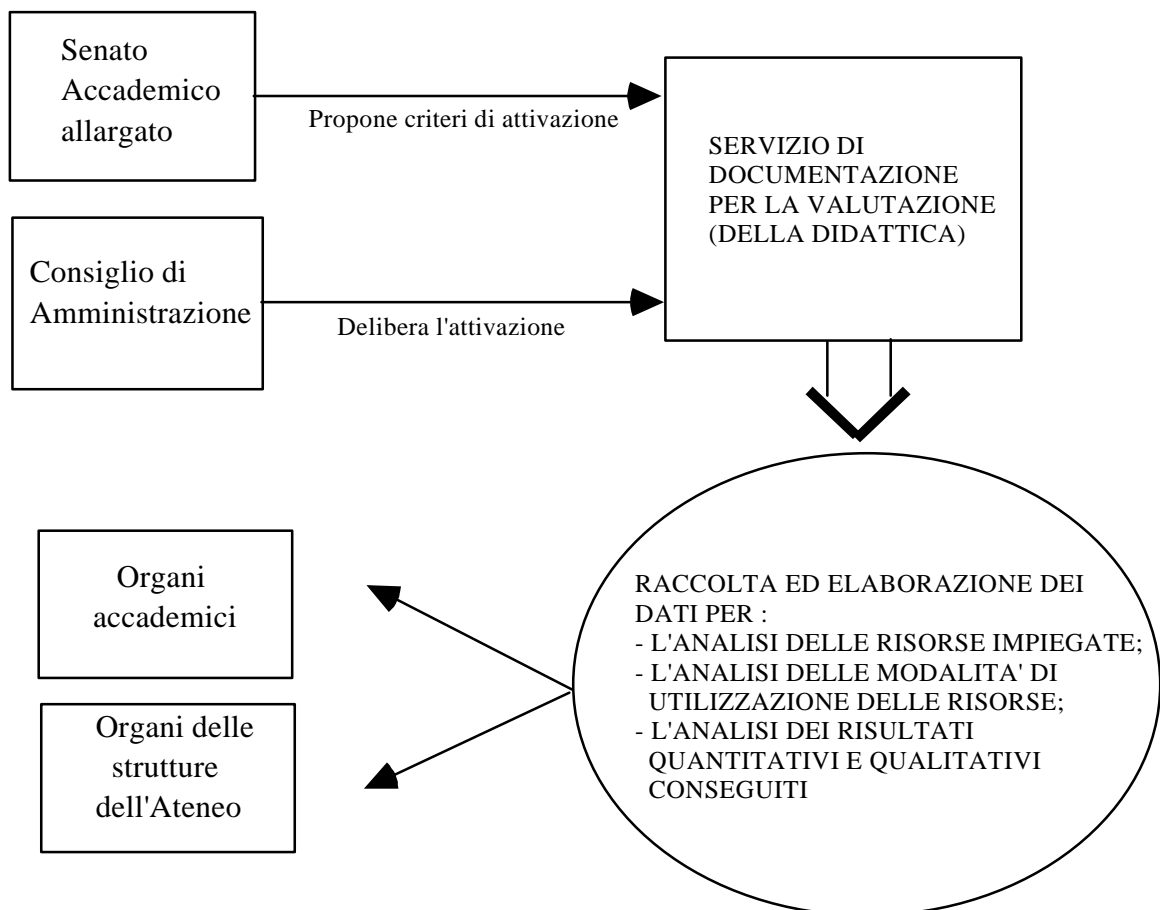 Senato
Accademico
allargato
Propone criteri di attivazione
SERVIZIO DI
DOCUMENTAZIONE
PER LA VALUTAZIONE
(DELLA DIDATTICA)
Consiglio di
Amministrazione
Delibera l'attivazione
Organi
accademici
Organi delle
strutture
dell'Ateneo
RACCOLTA ED ELABORAZIONE DEI
DATI PER :
- L'ANALISI DELLE RISORSE IMPIEGATE;
- L'ANALISI DELLE MODALITA' DI
UTILIZZAZIONE DELLE RISORSE;
- L'ANALISI DEI RISULTATI
QUANTITATIVI E QUALITATIVI
CONSEGUITI